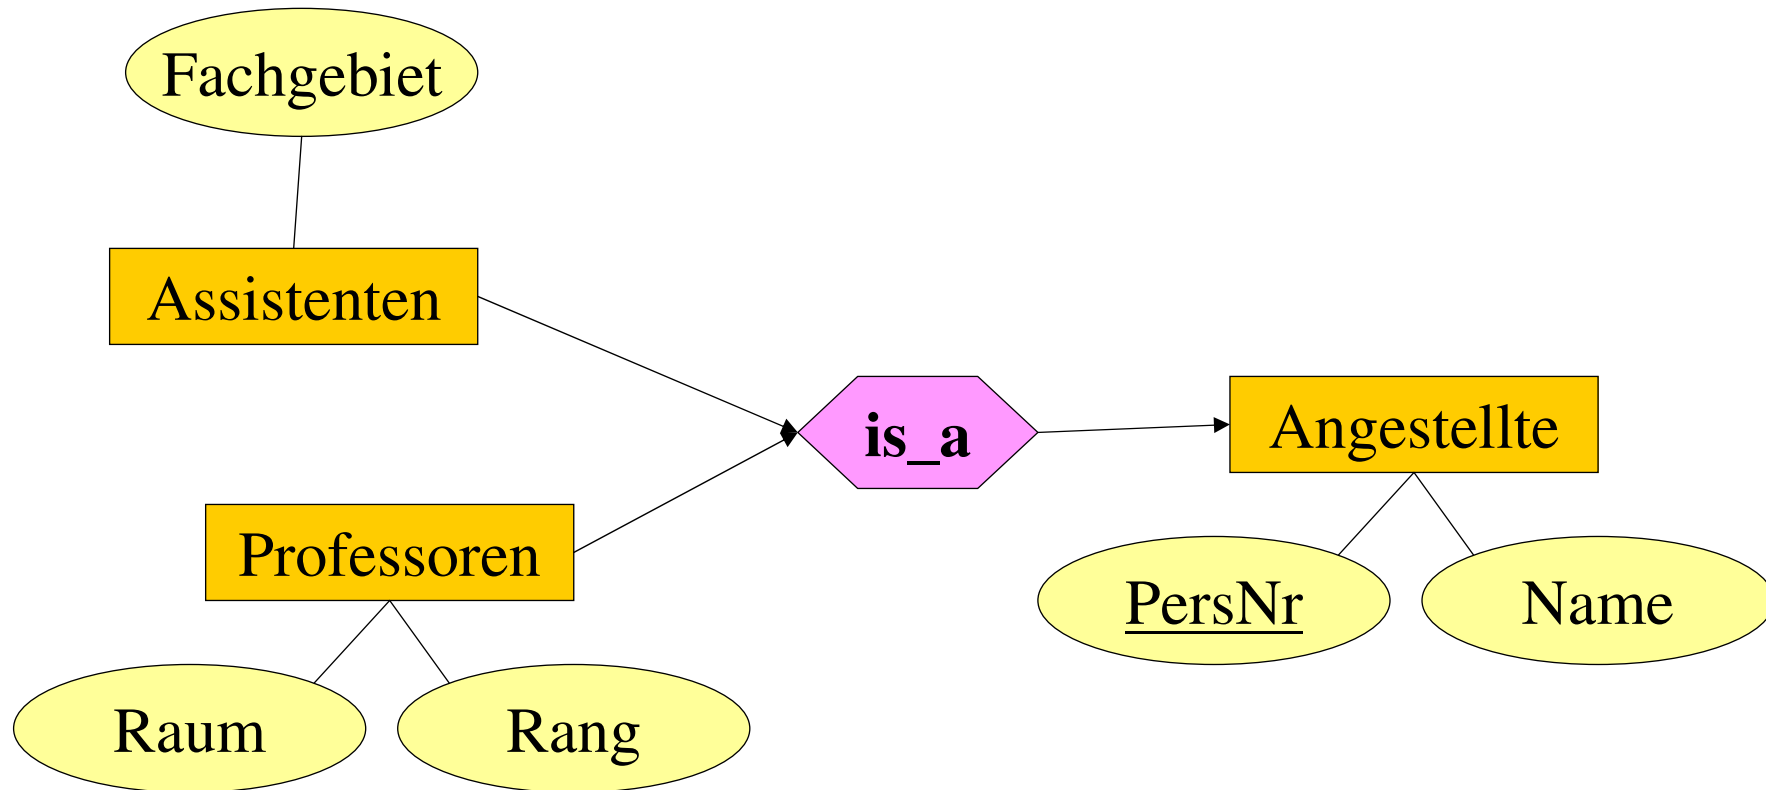 Fachgebiet
Assistenten
is_a
Angestellte
Professoren
PersNr
Name
Raum
Rang